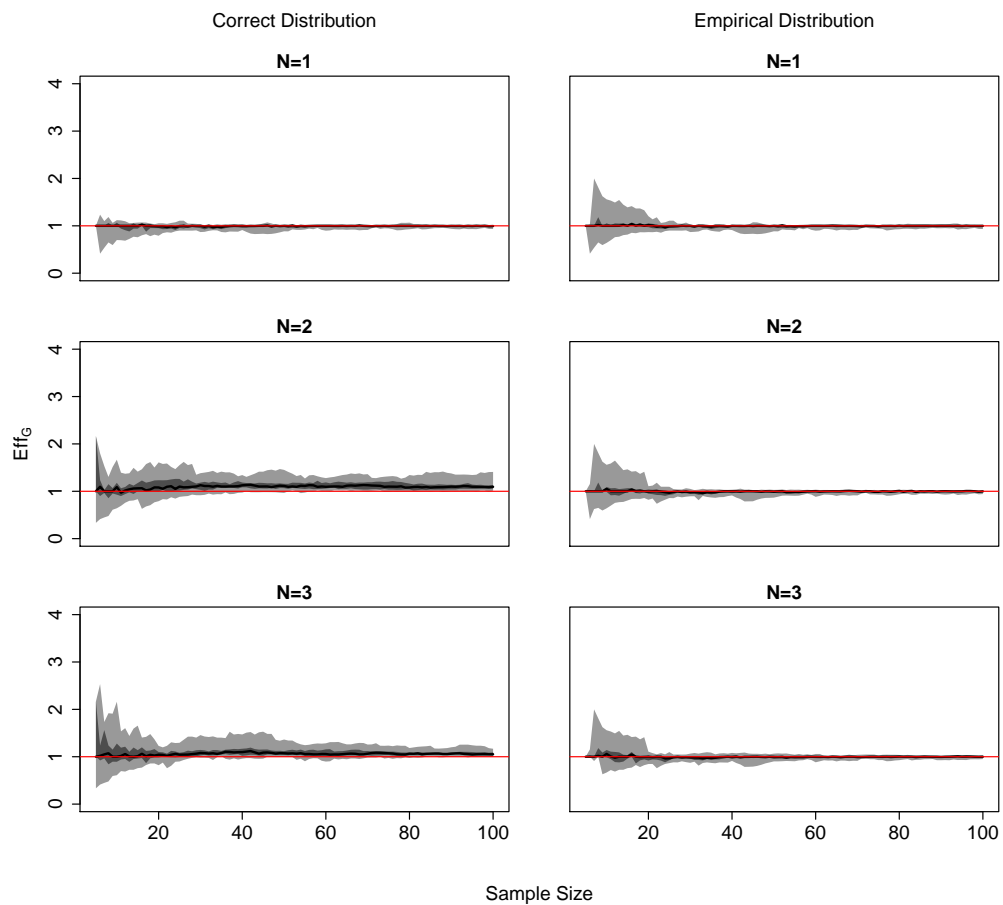 Correct Distribution
Empirical Distribution
N=1
N=1
4
3
2
1
0
N=2
N=2
4
3
2
1
0
Eff_G
N=3
N=3
4
3
2
1
0
20 40 60 80 100
20 40 60 80 100
Sample Size